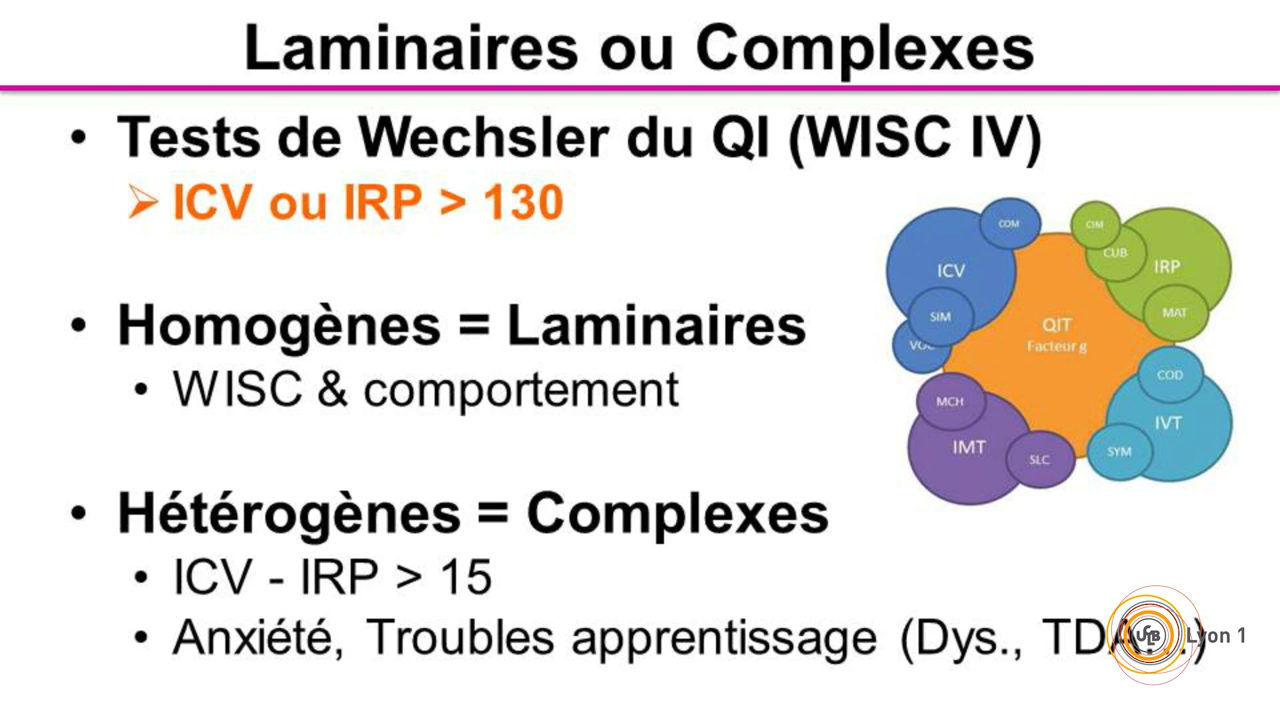 Laminaires ou Complexes
• Tests de Wechsler du QI (WISC IV)
➢ ICV ou IRP > 130
• Homogènes = Laminaires
• WISC & comportement
• Hétérogènes = Complexes
• ICV - IRP > 15
• Anxiété, Troubles apprentissage (Dys.,
COM
ICV
SIM
CIM
CUB
IRP
MAT
QIT
Facteur g
MCH
IMT
SLC
COD
IVT
SYM
Lyon 1